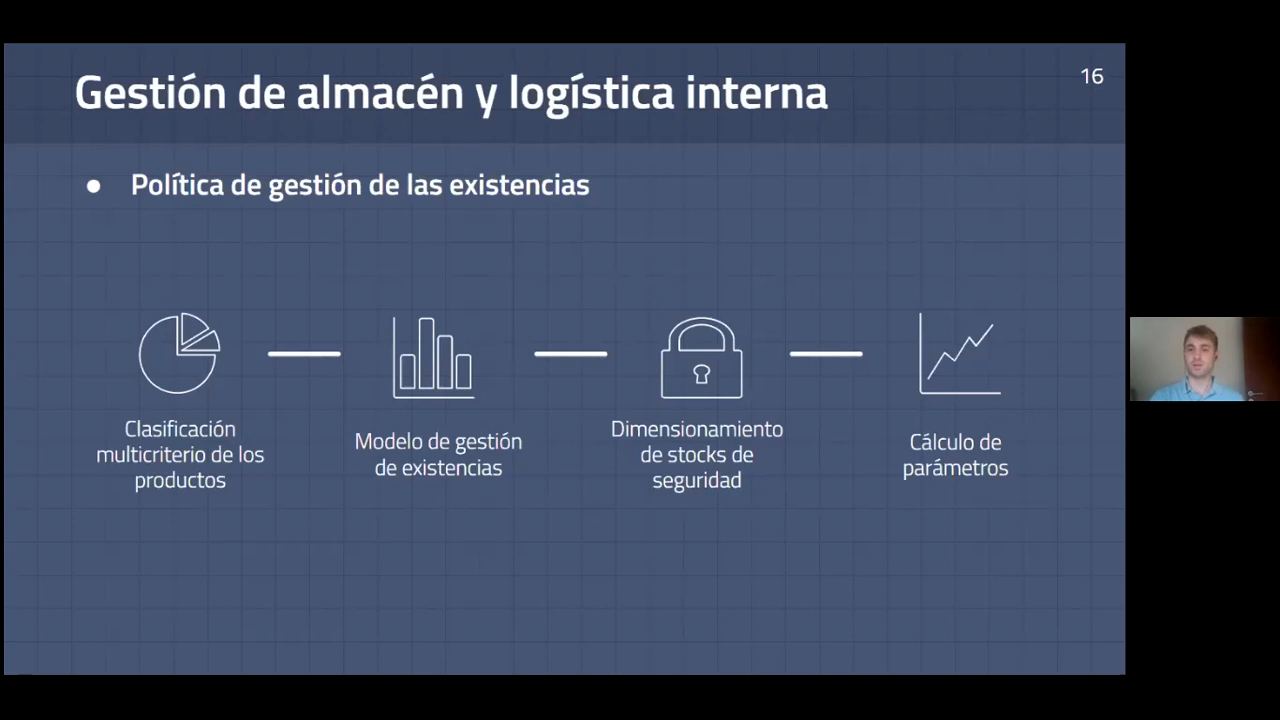 Gestión de almacén y logística interna
16
● Política de gestión de las existencias
Clasificación
multicriterio de los
productos
Modelo de gestión
de existencias
Dimensionamiento
de stocks de
seguridad
Cálculo de
parámetros